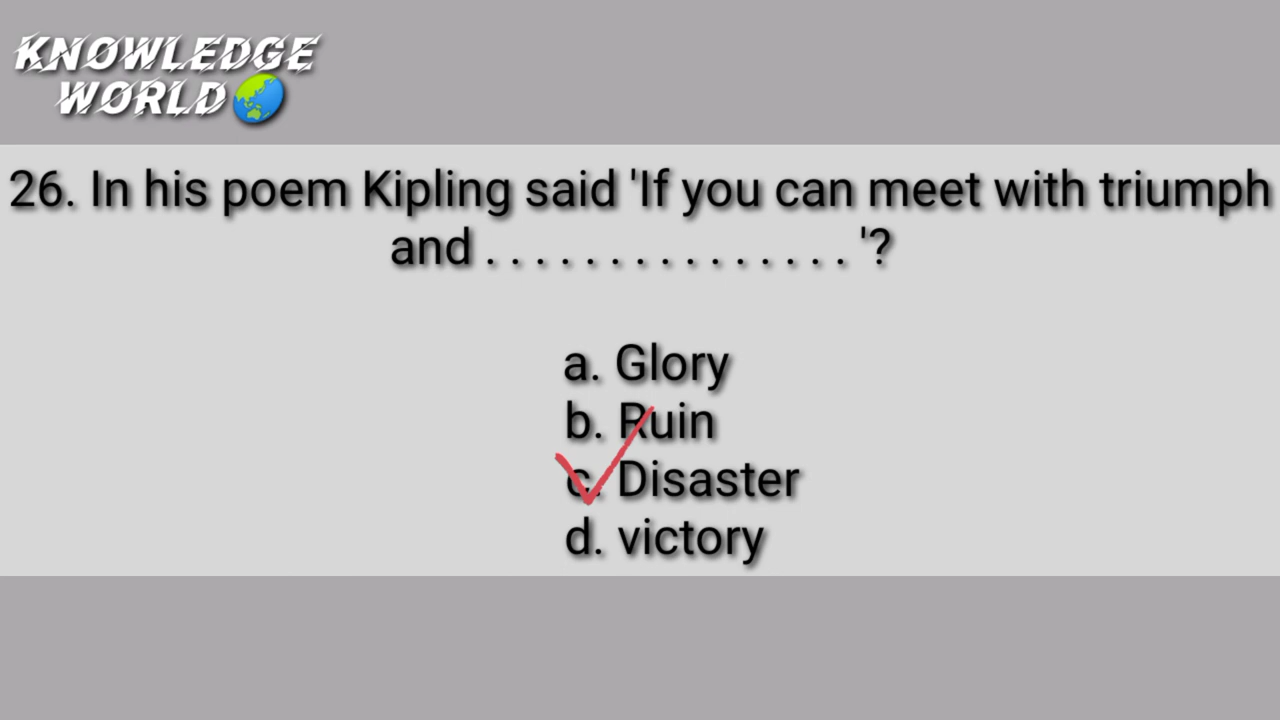 KNOWLEDGE
WORLD
26. In his poem Kipling said 'If you can meet with triumph
and . . . . . . . . . . . . . . . '?
a. Glory
b. Ruin
c. Disaster
d. victory